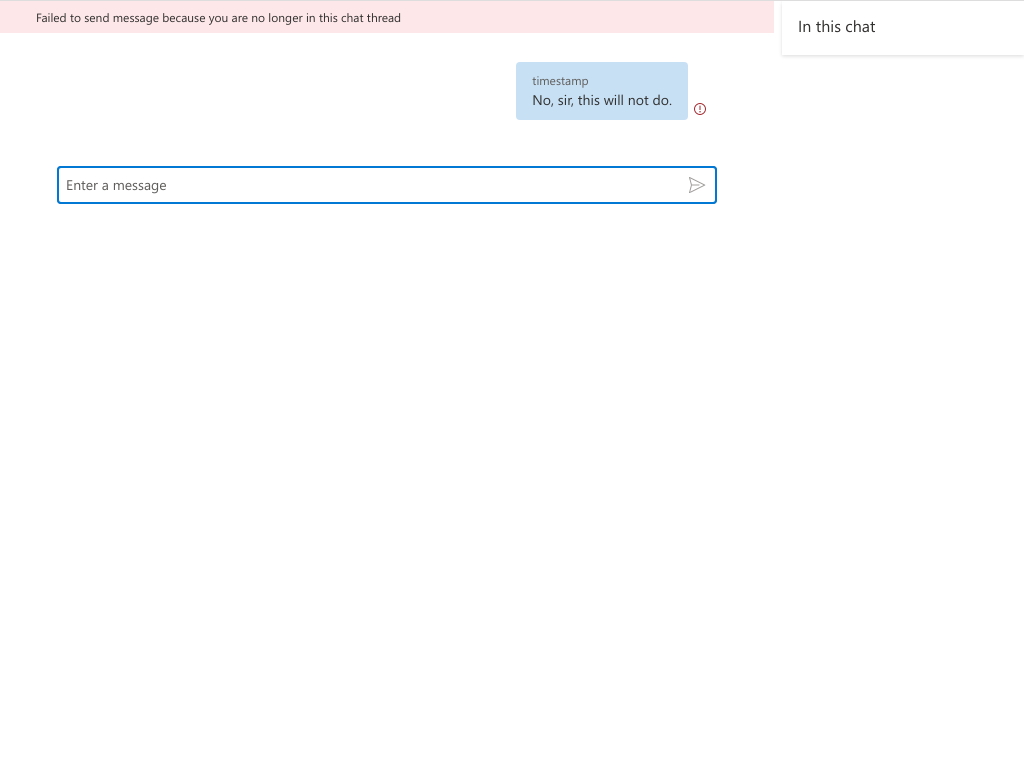 Failed to send message because you are no longer in this chat thread
In this chat
timestamp
No, sir, this will not do.
Enter a message